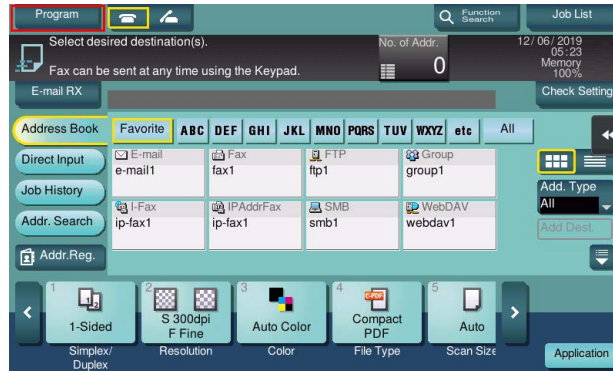 Program
Function
Search
Job List
Select desired destination(s).
No. of Addr.
12/06/2019
05:23
Fax can be sent at any time using the Keypad.
0
Memory
100%
E-mail RX
Check Setting
Address Book
Favorite ABC DEF GHI JKL MNO PQRS TUV WXYZ etc All
Direct Input
E-mail Fax FTP Group
e-mail1 fax1 ftp1 group1
Job History
Add. Type
All
I-Fax IPAddrFax SMB WebDAV
ip-fax1 ip-fax1 smb1 webdav1
Addr. Search
Add Dest.
Addr.Reg.
1 2 3 4 5
C-PDF
1-Sided
S 300dpi
F Fine
Auto Color
Compact
PDF
Auto
Simplex/
Duplex
Resolution
Color
File Type
Scan Size
Application